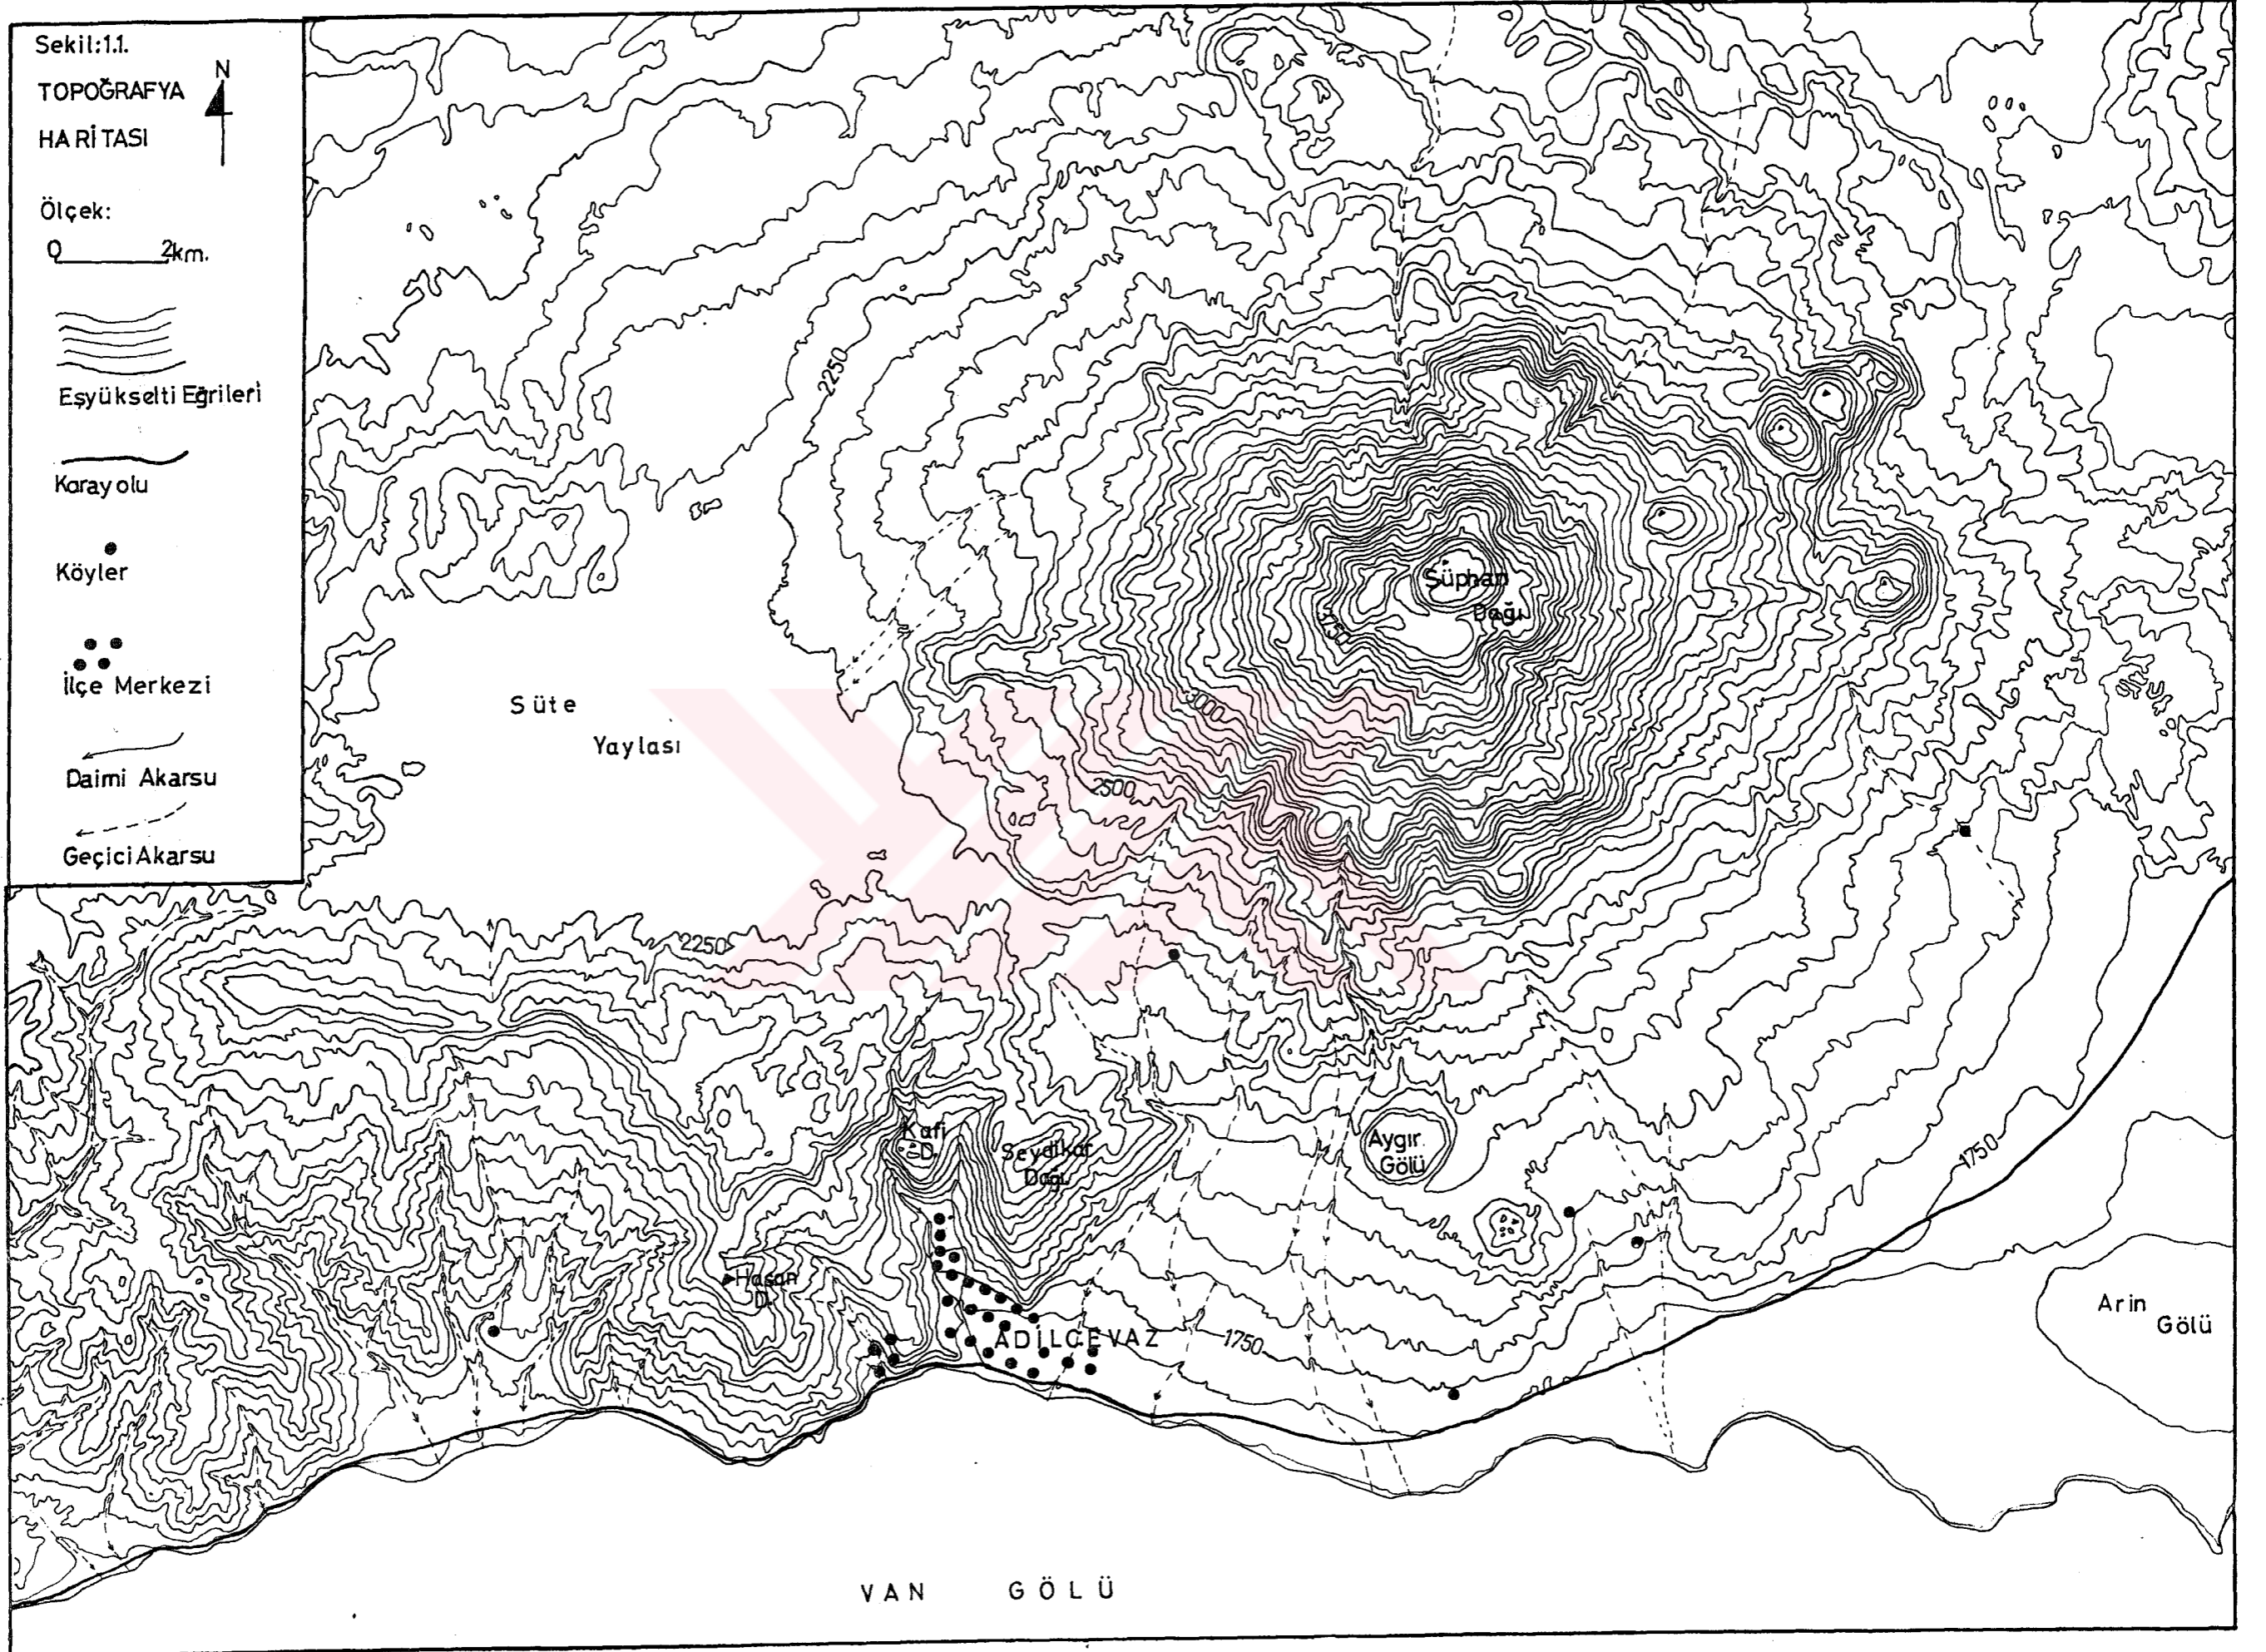 Sekil:1.1.
TOPOĞRAFYA
HARİTASI
N
Ölçek:
0 2km.
Eşyükselti Eğrileri
Karayolu
Köyler
İlçe Merkezi
Daimi Akarsu
Geçici Akarsu
2250
Süphan
Dağı
3750
Süte
Yaylası
3000
2500
2250
Kafi
D.
Seydikar
Dağı
Aygır
Gölü
1750
Hasan
D.
Arin
Gölü
ADİLCEVAZ
1750
VAN GÖLÜ